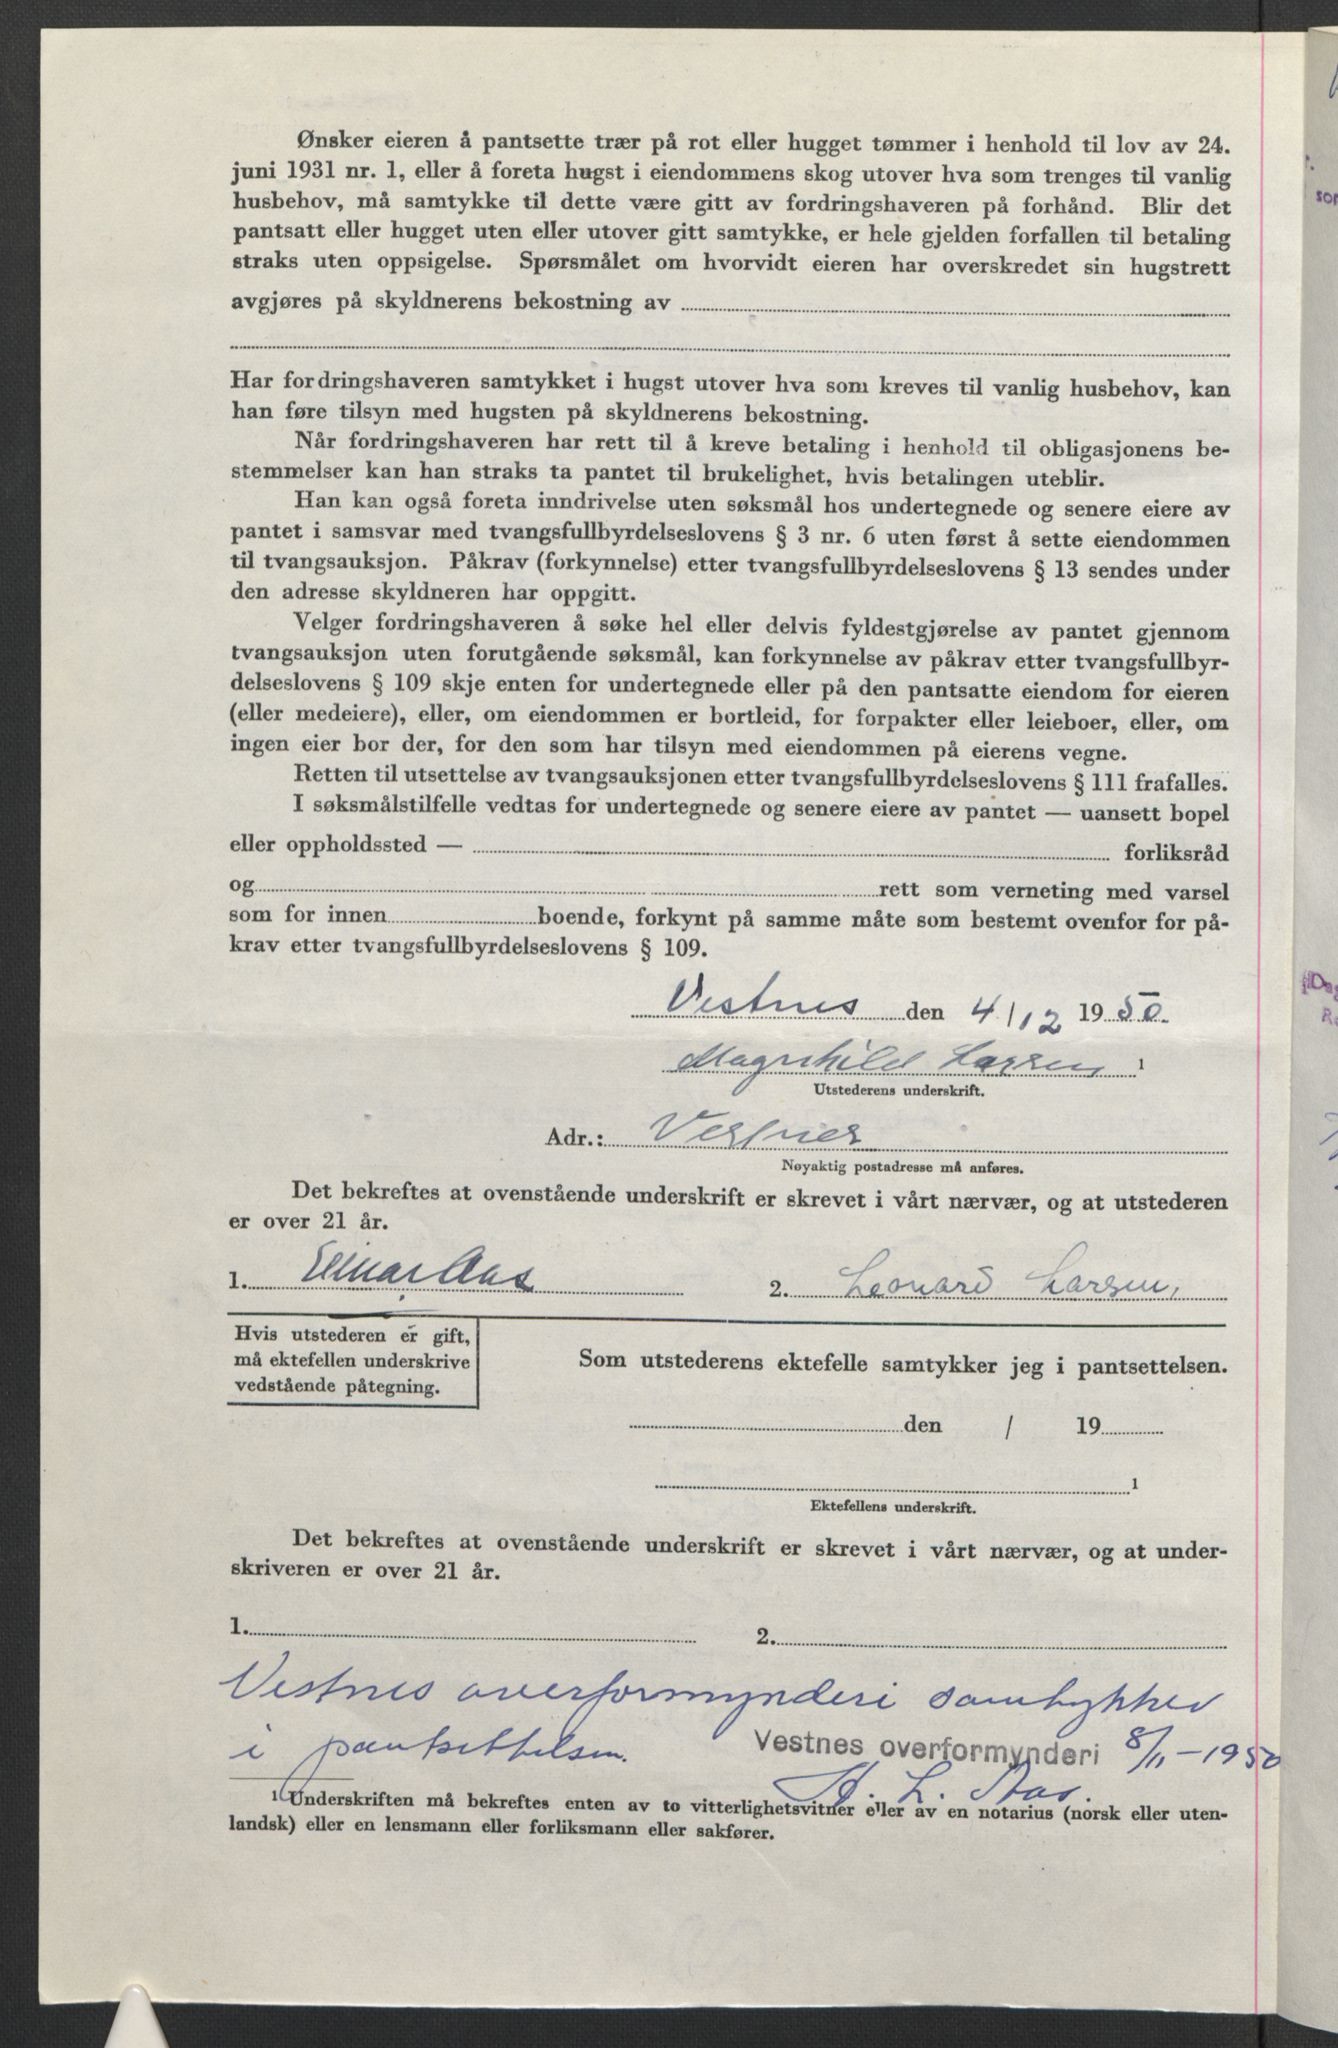 Ønsker eieren å pantsette trær på rot eller hugget tømmer i henhold til lov av 24.
juni 1931 nr. 1, eller å foreta hugst i eiendommens skog utover hva som trenges til vanlig
husbehov, må samtykke til dette være gitt av fordringshaveren på forhånd. Blir det
pantsatt eller hugget uten eller utover gitt samtykke, er hele gjelden forfallen til betaling
straks uten oppsigelse. Spørsmålet om hvorvidt eieren har overskredet sin hugstrett
avgjøres på skyldnerens bekostning av
Har fordringshaveren samtykket i hugst utover hva som kreves til vanlig husbehov, kan
han føre tilsyn med hugsten på skyldnerens bekostning.
Når fordringshaveren har rett til å kreve betaling i henhold til obligasjonens be-
stemmelser kan han straks ta pantet til brukelighet, hvis betalingen uteblir.
Han kan også foreta inndrivelse uten søksmål hos undertegnede og senere eiere av
pantet i samsvar med tvangsfullbyrdelseslovens § 3 nr. 6 uten først å sette eiendommen
til tvangsauksjon. Påkrav (forkynnelse) etter tvangsfullbyrdelseslovens § 13 sendes under
den adresse skyldneren har oppgitt.
Velger fordringshaveren å søke hel eller delvis fyldestgjørelse av pantet gjennom
tvangsauksjon uten forutgående søksmål, kan forkynnelse av påkrav etter tvangsfullbyr-
delseslovens § 109 skje enten for undertegnede eller på den pantsatte eiendom for eieren
(eller medeiere), eller, om eiendommen er bortleid, for forpakter eller leieboer, eller, om
ingen eier bor der, for den som har tilsyn med eiendommen på eierens vegne.
Retten til utsettelse av tvangsauksjonen etter tvangsfullbyrdelseslovens § 111 frafalles.
I søksmålstilfelle vedtas for undertegnede og senere eiere av pantet — uansett bopel
eller oppholdssted — forliksråd
og rett som verneting med varsel
som for innen boende, forkynt på samme måte som bestemt ovenfor for på-
krav etter tvangsfullbyrdelseslovens § 109.
Vestnes den 4/12 1950.
Magnhild Larsen 1
Utstederens underskrift.
Adr.: Vestnes
Nøyaktig postadresse må anføres.
Det bekreftes at ovenstående underskrift er skrevet i vårt nærvær, og at utstederen
er over 21 år.
1. Einar Aas 2. Leonard Larsen,
Hvis utstederen er gift,
må ektefellen underskrive
vedstående påtegning.
Som utstederens ektefelle samtykker jeg i pantsettelsen.
den / 19
1
Ektefellens underskrift.
Det bekreftes at ovenstående underskrift er skrevet i vårt nærvær, og at under-
skriveren er over 21 år.
1. 2.
Vestnes overformynderi samtykker
i pantsettelsen. Vestnes overformynderi 8/11-1950
1 Underskriften må bekreftes enten av to vitterlighetsvitner eller av en notarius (norsk eller uten-
landsk) eller en lensmann eller forliksmann eller sakfører.